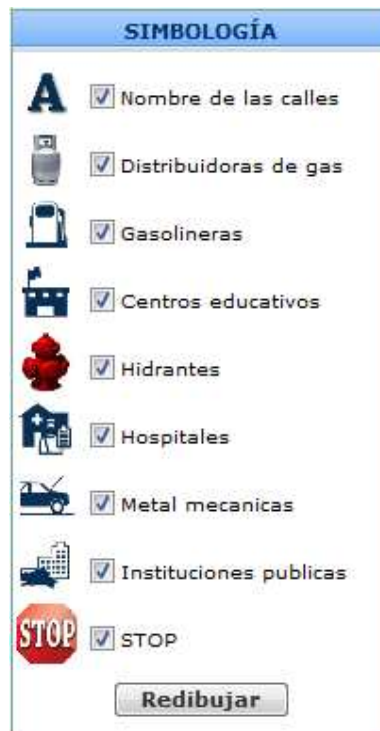 SIMBOLOGÍA
A Nombre de las calles
Distribuidoras de gas
Gasolineras
Centros educativos
Hidrantes
Hospitales
Metal mecanicas
Instituciones publicas
STOP STOP
Redibujar